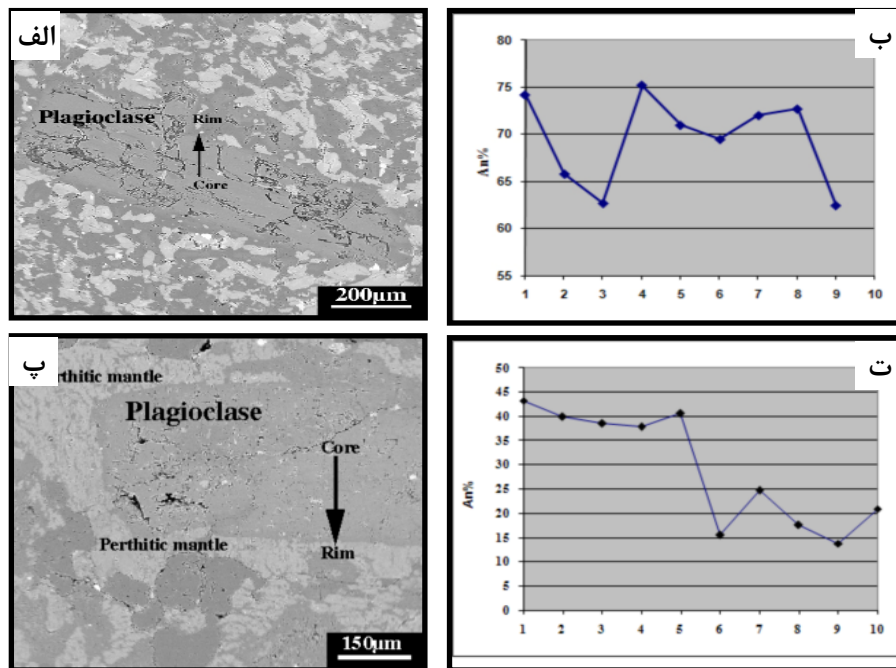 الف
Plagioclase
Rim
Core
200µm
ب
80
75
70
65
60
55
An%
1 2 3 4 5 6 7 8 9 10
پ
rthitic mantle
Plagioclase
Core
Perthitic mantle
Rim
150µm
ت
50
45
40
35
30
25
20
15
10
5
0
An%
1 2 3 4 5 6 7 8 9 10